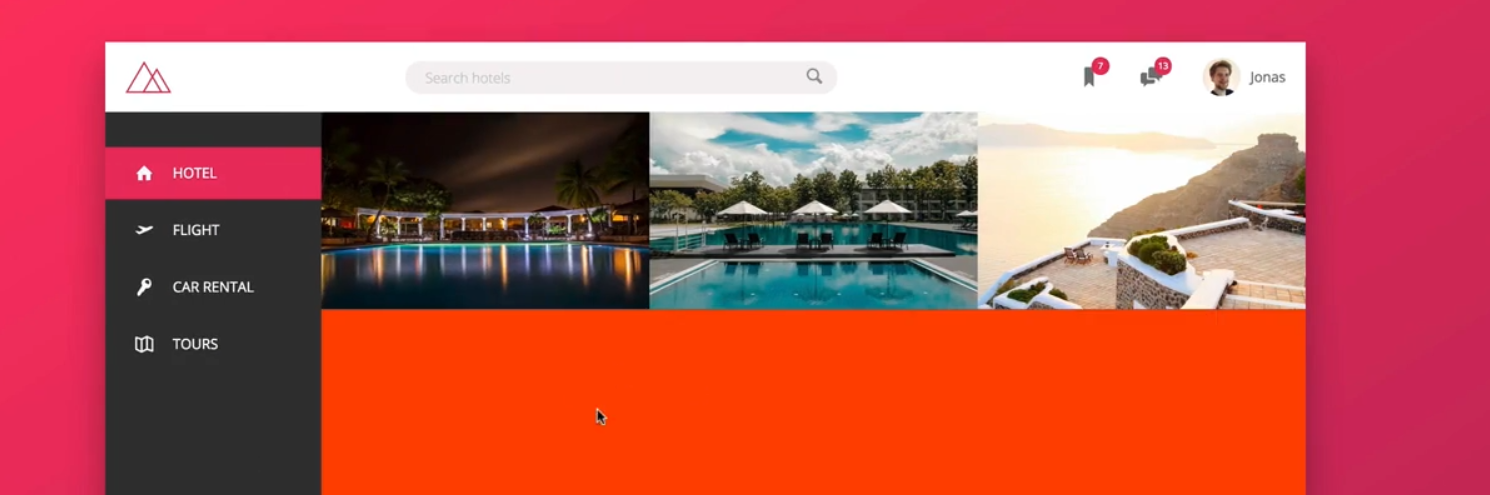 Search hotels
7
13
Jonas
HOTEL
FLIGHT
CAR RENTAL
TOURS